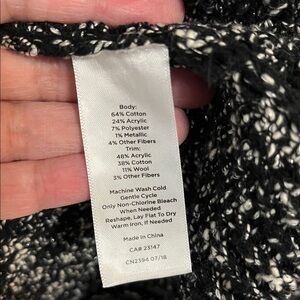 Body:
64% Cotton
24% Acrylic
7% Polyester
1% Metallic
4% Other Fibers
Trim:
48% Acrylic
38% Cotton
11% Wool
3% Other Fibers
Machine Wash Cold
Gentle Cycle
Only Non-Chlorine Bleach
When Needed
Reshape, Lay Flat To Dry
Warm Iron, If Needed
Made in China
CA# 23147
CN2394 07/18